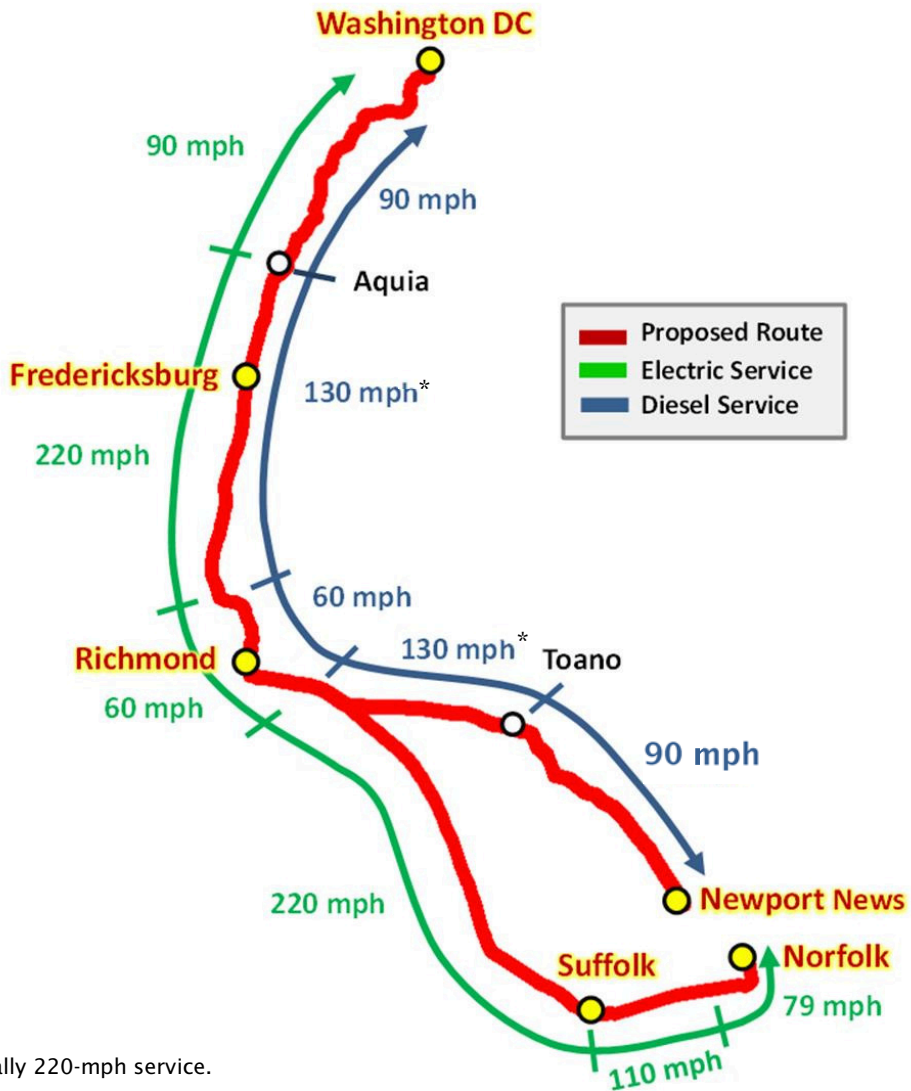 Washington DC
90 mph
90 mph
Aquia
Proposed Route
Electric Service
Diesel Service
Fredericksburg
130 mph*
220 mph
60 mph
130 mph*
Toano
Richmond
60 mph
90 mph
220 mph
Newport News
Suffolk
Norfolk
79 mph
110 mph
220-mph service.